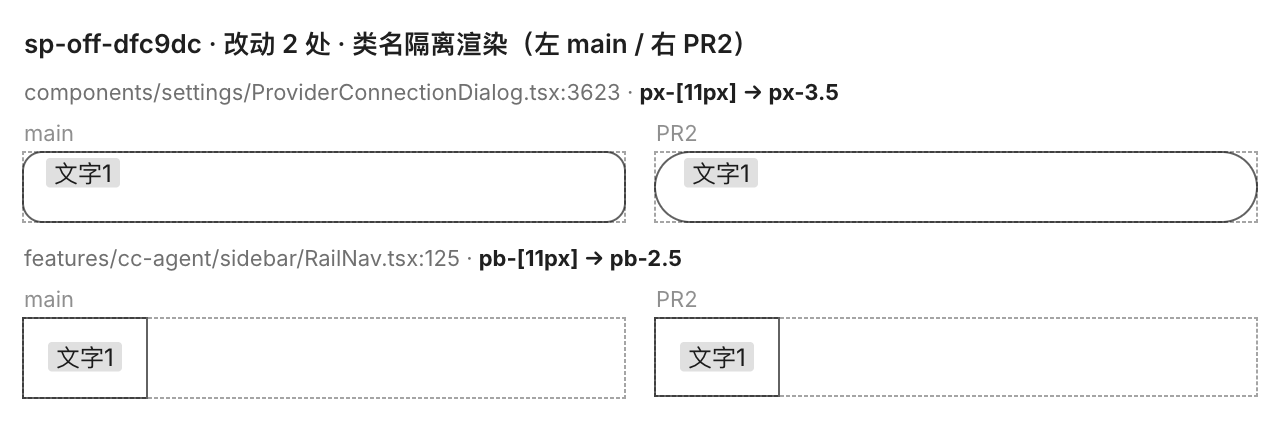 sp-off-dfc9dc · 改动 2 处 · 类名隔离渲染（左 main / 右 PR2）
components/settings/ProviderConnectionDialog.tsx:3623 · px-[11px] → px-3.5
main PR2
文字1 文字1
features/cc-agent/sidebar/RailNav.tsx:125 · pb-[11px] → pb-2.5
main PR2
文字1 文字1